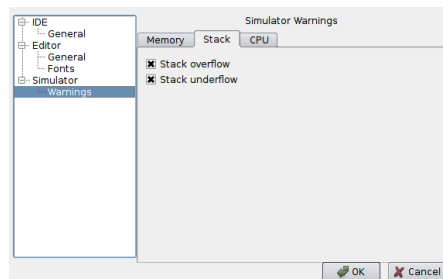 IDE
General
Editor
General
Fonts
Simulator
Warnings
Simulator Warnings
Memory Stack CPU
Stack overflow
Stack underflow
OK Cancel